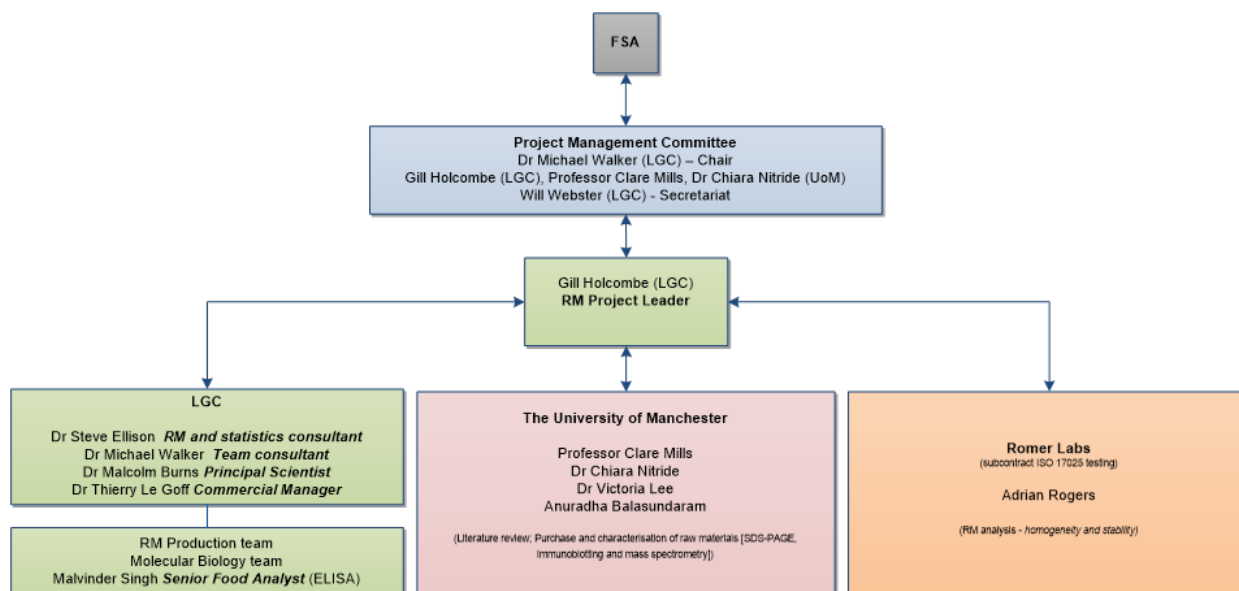 FSA
Project Management Committee
Dr Michael Walker (LGC) – Chair
Gill Holcombe (LGC), Professor Clare Mills, Dr Chiara Nitride (UoM)
Will Webster (LGC) - Secretariat
Gill Holcombe (LGC)
RM Project Leader
LGC
Dr Steve Ellison RM and statistics consultant
Dr Michael Walker Team consultant
Dr Malcolm Burns Principal Scientist
Dr Thierry Le Goff Commercial Manager
RM Production team
Molecular Biology team
Malvinder Singh Senior Food Analyst (ELISA)
The University of Manchester
Professor Clare Mills
Dr Chiara Nitride
Dr Victoria Lee
Anuradha Balasundaram
(Literature review; Purchase and characterisation of raw materials [SDS-PAGE,
immunoblotting and mass spectrometry])
Romer Labs
(subcontract ISO 17025 testing)
Adrian Rogers
(RM analysis - homogeneity and stability)